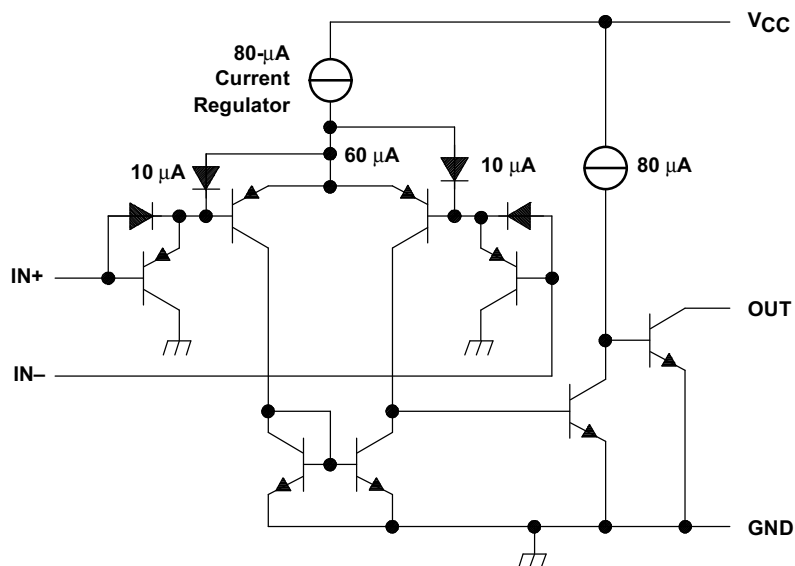 VCC
80-μA
Current
Regulator
10 μA
60 μA
10 μA
80 μA
IN+
OUT
IN–
GND